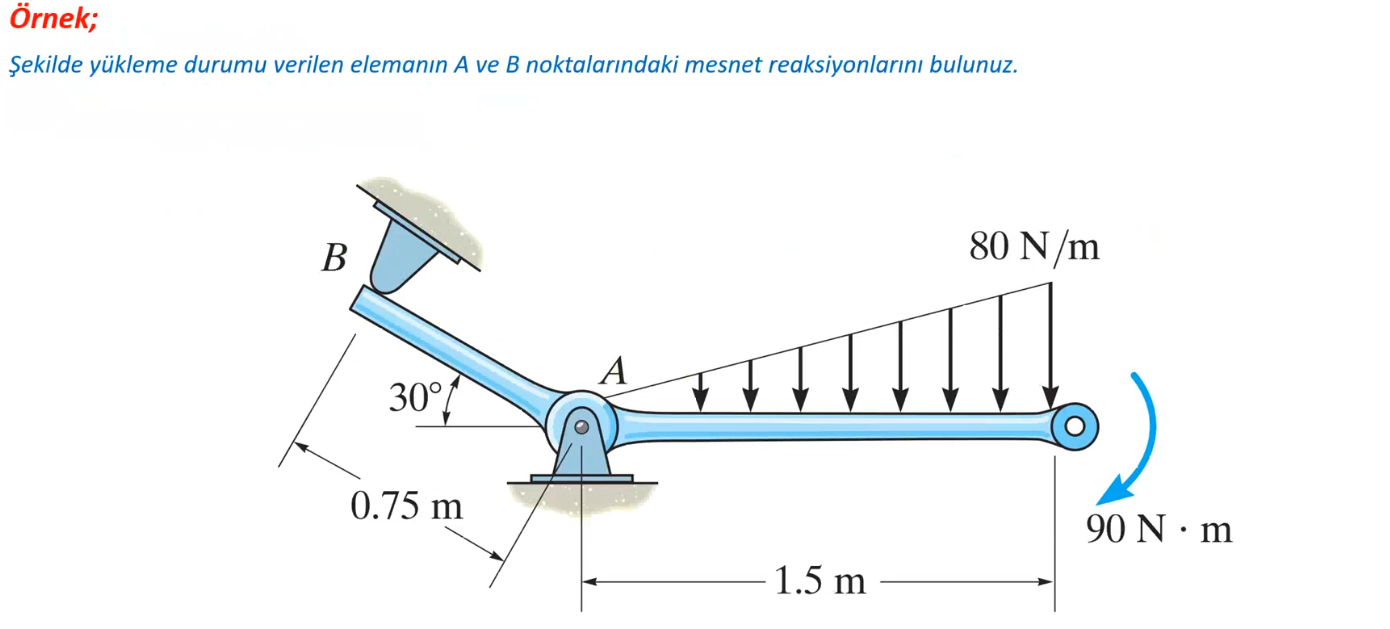 Örnek;
Şekilde yükleme durumu verilen elemanın A ve B noktalarındaki mesnet reaksiyonlarını bulunuz.
80 N/m
B
A
30°
0.75 m
90 N · m
1.5 m